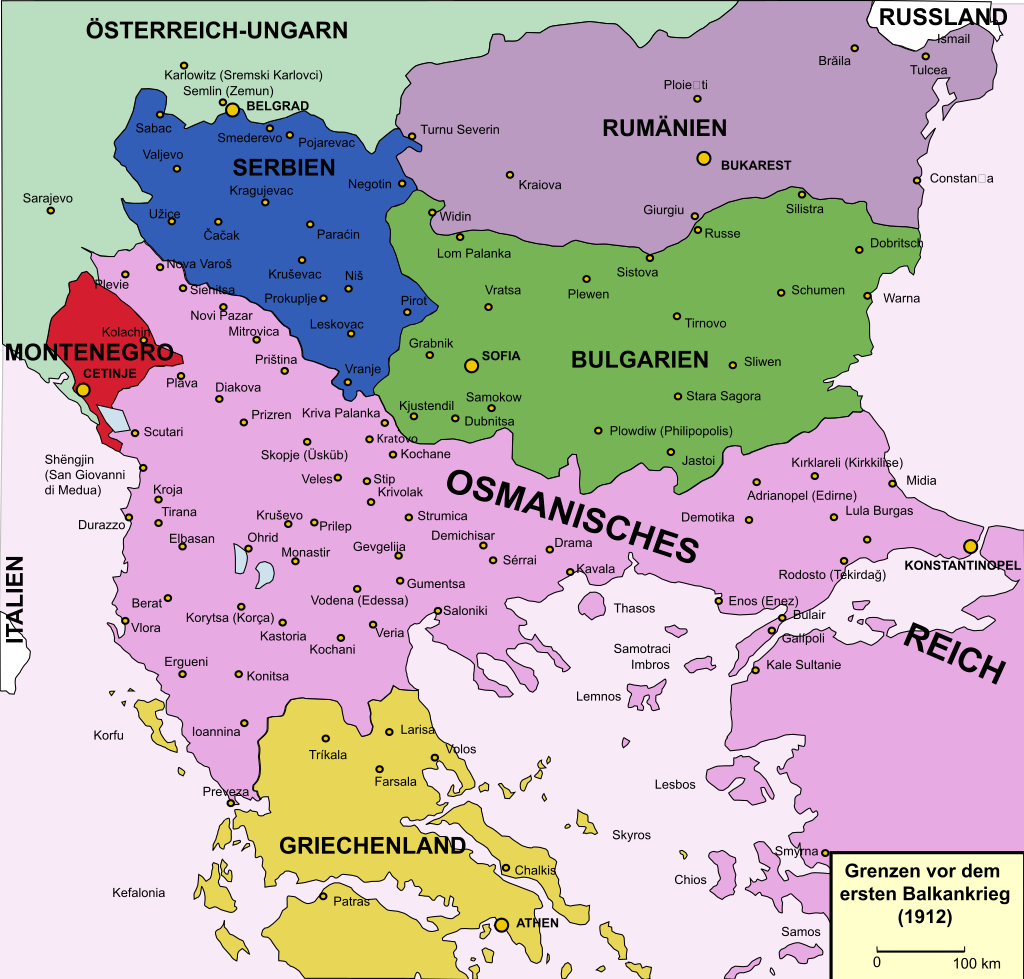 ÖSTERREICH-UNGARN
RUSSLAND
Ismail
Brăila
Tulcea
Karlowitz (Sremski Karlovci)
Semlin (Zemun)
BELGRAD
Ploie□ti
Sabac
Smederevo
Pojarevac
Turnu Severin
RUMÄNIEN
Valjevo
SERBIEN
BUKAREST
Kragujevac
Negotin
Kraiova
Constan□a
Sarajevo
Užice
Čačak
Paraćin
Widin
Giurgiu
Silistra
Russe
Lom Palanka
Dobritsch
Nova Varoš
Kruševac
Niš
Sistova
Plevie
Sienitsa
Prokuplje
Pirot
Vratsa
Plewen
Schumen
Warna
Novi Pazar
Mitrovica
Leskovac
Tirnovo
Kolachin
MONTENEGRO
Grabnik
SOFIA
BULGARIEN
Priština
CETINJE
Vranje
Sliwen
Plava
Diakova
Samokow
Stara Sagora
Prizren
Kriva Palanka
Kjustendil
Dubnitsa
Scutari
Kratovo
Plowdiw (Philipopolis)
Skopje (Üsküb)
Kochane
Jastoi
Shëngjin
(San Giovanni
di Medua)
Kırklareli (Kirkkilise)
Veles
Stip
OSMANISCHES
Midia
Kroja
Krivolak
Adrianopel (Edirne)
Tirana
Durazzo
Kruševo
Prilep
Strumica
Demotika
Lula Burgas
Elbasan
Ohrid
Monastir
Gevgelija
Demichisar
Drama
Sérrai
KONSTANTINOPEL
Kavala
Rodosto (Tekirdağ)
Gumentsa
ITALIEN
Berat
Vodena (Edessa)
Enos (Enez)
Korytsa (Korça)
Saloniki
Thasos
Bulair
Vlora
Kastoria
Veria
Gallpoli
REICH
Kochani
Samotraci
Imbros
Ergueni
Konitsa
Kale Sultanie
Lemnos
Korfu
Ioannina
Larisa
Tríkala
Volos
Farsala
Lesbos
Preveza
Skyros
GRIECHENLAND
Smyrna
Chalkis
Chios
Kefalonia
Patras
ATHEN
Samos
Grenzen vor dem
ersten Balkankrieg
(1912)
0 100 km